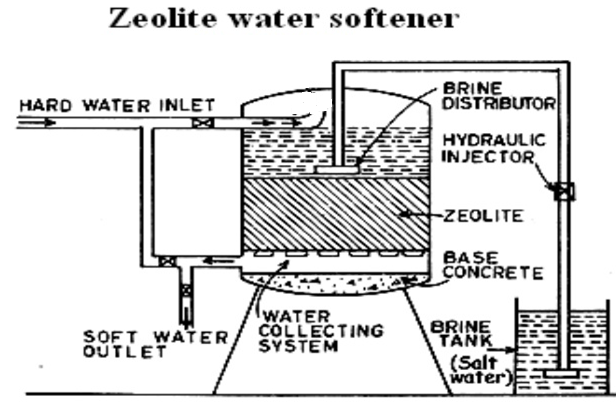 Zeolite water softener
HARD WATER INLET
BRINE
DISTRIBUTOR
HYDRAULIC
INJECTOR
ZEOLITE
BASE
CONCRETE
WATER
COLLECTING
SYSTEM
SOFT WATER
OUTLET
BRINE
TANK
(Salt
water)